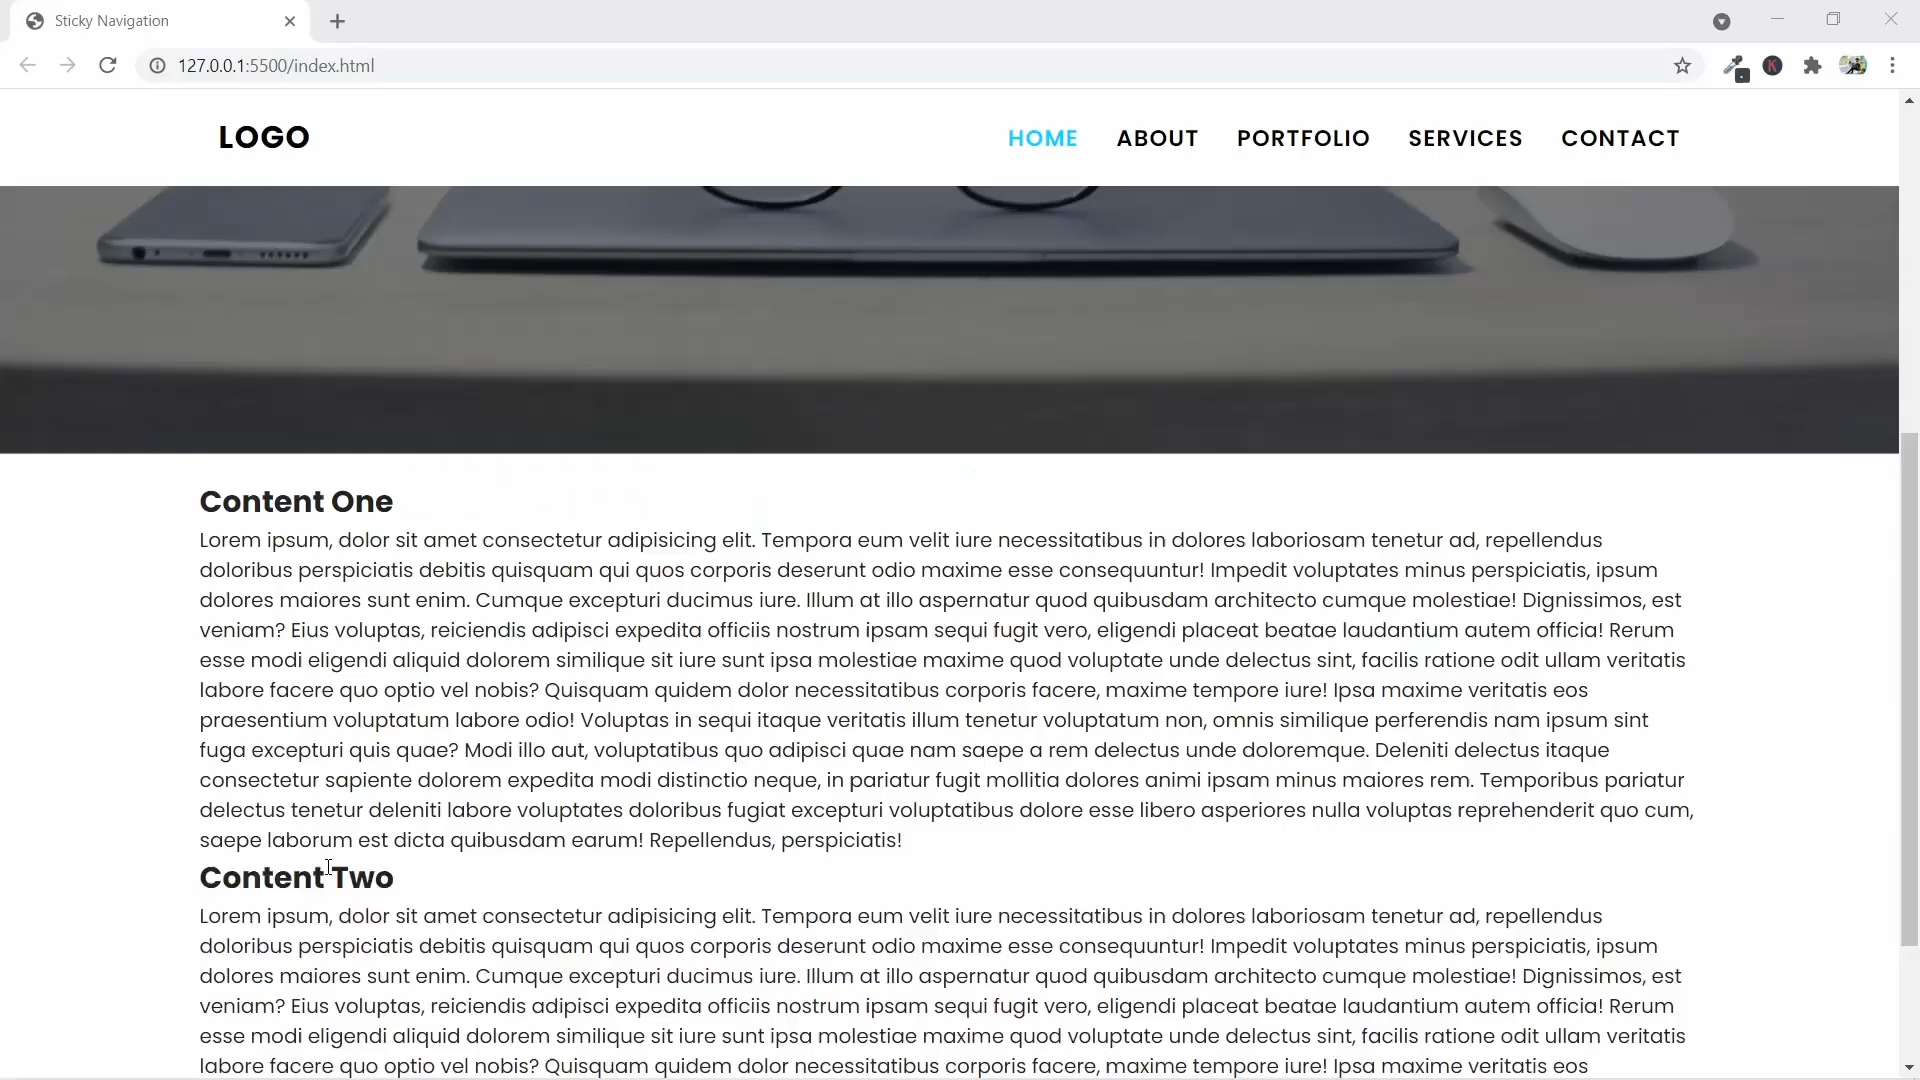 Sticky Navigation
127.0.0.1:5500/index.html
K
LOGO
HOME ABOUT PORTFOLIO SERVICES CONTACT
Content One
Lorem ipsum, dolor sit amet consectetur adipisicing elit. Tempora eum velit iure necessitatibus in dolores laboriosam tenetur ad, repellendus
doloribus perspiciatis debitis quisquam qui quos corporis deserunt odio maxime esse consequuntur! Impedit voluptates minus perspiciatis, ipsum
dolores maiores sunt enim. Cumque excepturi ducimus iure. Illum at illo aspernatur quod quibusdam architecto cumque molestiae! Dignissimos, est
veniam? Eius voluptas, reiciendis adipisci expedita officiis nostrum ipsam sequi fugit vero, eligendi placeat beatae laudantium autem officia! Rerum
esse modi eligendi aliquid dolorem similique sit iure sunt ipsa molestiae maxime quod voluptate unde delectus sint, facilis ratione odit ullam veritatis
labore facere quo optio vel nobis? Quisquam quidem dolor necessitatibus corporis facere, maxime tempore iure! Ipsa maxime veritatis eos
praesentium voluptatum labore odio! Voluptas in sequi itaque veritatis illum tenetur voluptatum non, omnis similique perferendis nam ipsum sint
fuga excepturi quis quae? Modi illo aut, voluptatibus quo adipisci quae nam saepe a rem delectus unde doloremque. Deleniti delectus itaque
consectetur sapiente dolorem expedita modi distinctio neque, in pariatur fugit mollitia dolores animi ipsam minus maiores rem. Temporibus pariatur
delectus tenetur deleniti labore voluptates doloribus fugiat excepturi voluptatibus dolore esse libero asperiores nulla voluptas reprehenderit quo cum,
saepe laborum est dicta quibusdam earum! Repellendus, perspiciatis!
Content Two
Lorem ipsum, dolor sit amet consectetur adipisicing elit. Tempora eum velit iure necessitatibus in dolores laboriosam tenetur ad, repellendus
doloribus perspiciatis debitis quisquam qui quos corporis deserunt odio maxime esse consequuntur! Impedit voluptates minus perspiciatis, ipsum
dolores maiores sunt enim. Cumque excepturi ducimus iure. Illum at illo aspernatur quod quibusdam architecto cumque molestiae! Dignissimos, est
veniam? Eius voluptas, reiciendis adipisci expedita officiis nostrum ipsam sequi fugit vero, eligendi placeat beatae laudantium autem officia! Rerum
esse modi eligendi aliquid dolorem similique sit iure sunt ipsa molestiae maxime quod voluptate unde delectus sint, facilis ratione odit ullam veritatis
labore facere quo optio vel nobis? Quisquam quidem dolor necessitatibus corporis facere, maxime tempore iure! Ipsa maxime veritatis eos